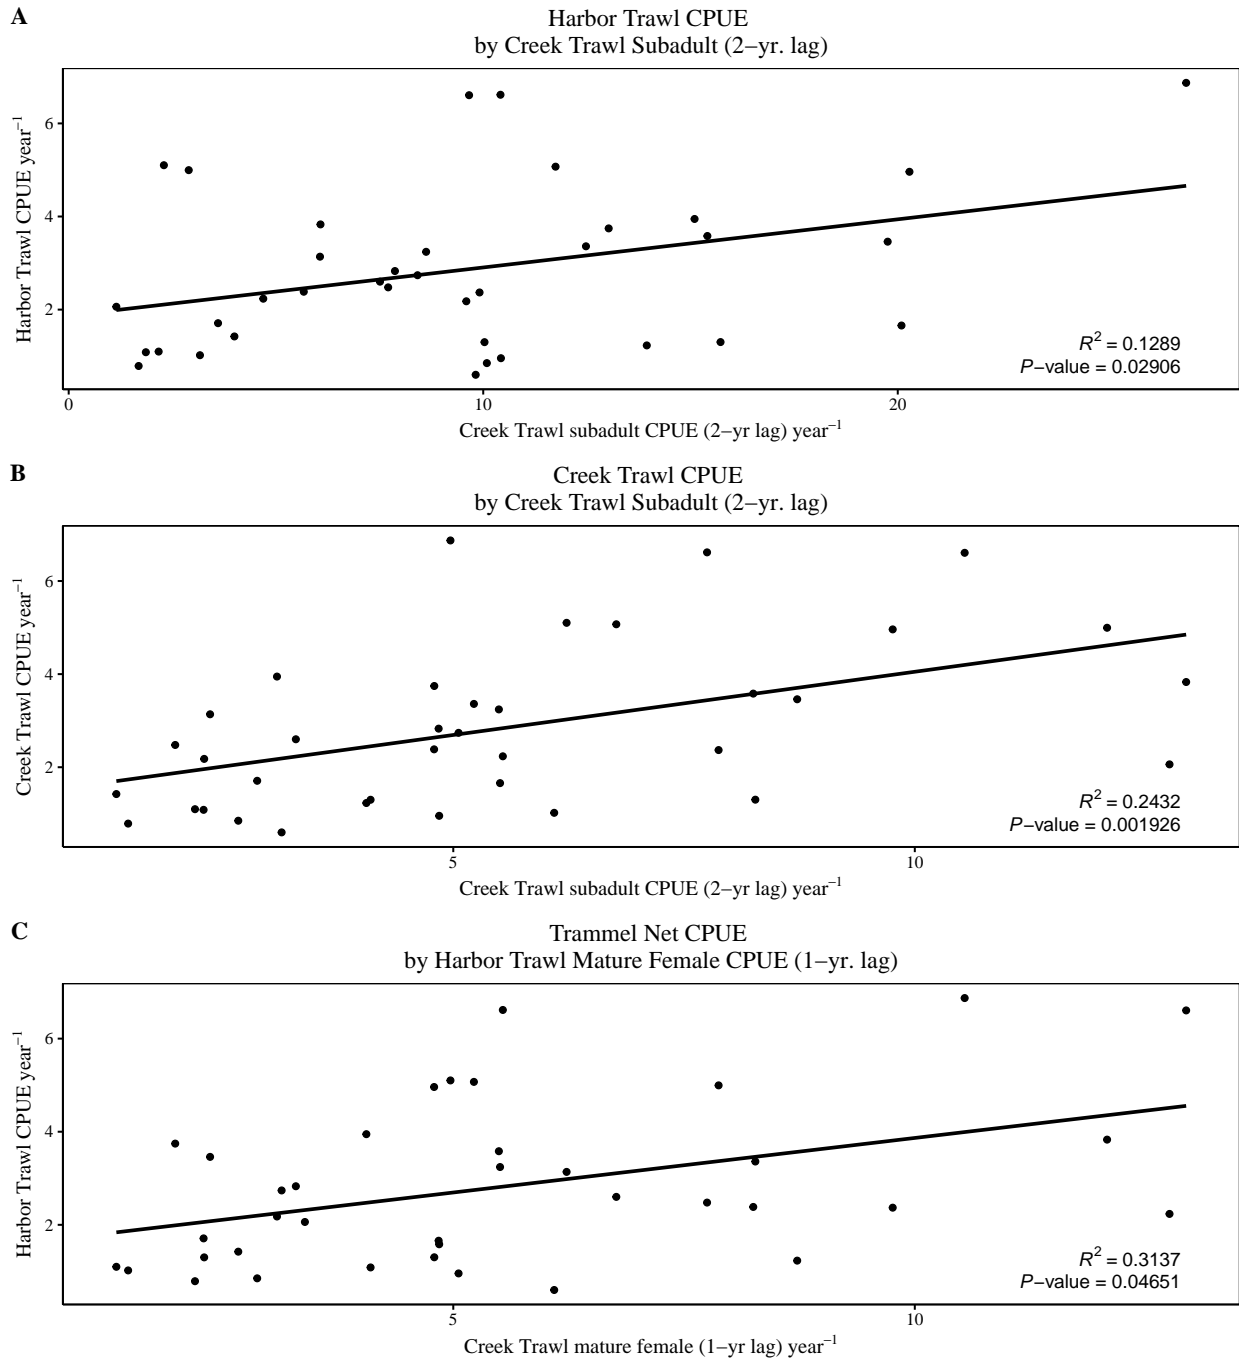 A
Harbor Trawl CPUE
by Creek Trawl Subadult (2−yr. lag)
Harbor Trawl CPUE year⁻¹
6
4
2
R² = 0.1289
P−value = 0.02906
0 10 20
Creek Trawl subadult CPUE (2−yr lag) year⁻¹
B
Creek Trawl CPUE
by Creek Trawl Subadult (2−yr. lag)
Creek Trawl CPUE year⁻¹
6
4
2
R² = 0.2432
P−value = 0.001926
5 10
Creek Trawl subadult CPUE (2−yr lag) year⁻¹
C
Trammel Net CPUE
by Harbor Trawl Mature Female CPUE (1−yr. lag)
Harbor Trawl CPUE year⁻¹
6
4
2
R² = 0.3137
P−value = 0.04651
5 10
Creek Trawl mature female (1−yr lag) year⁻¹